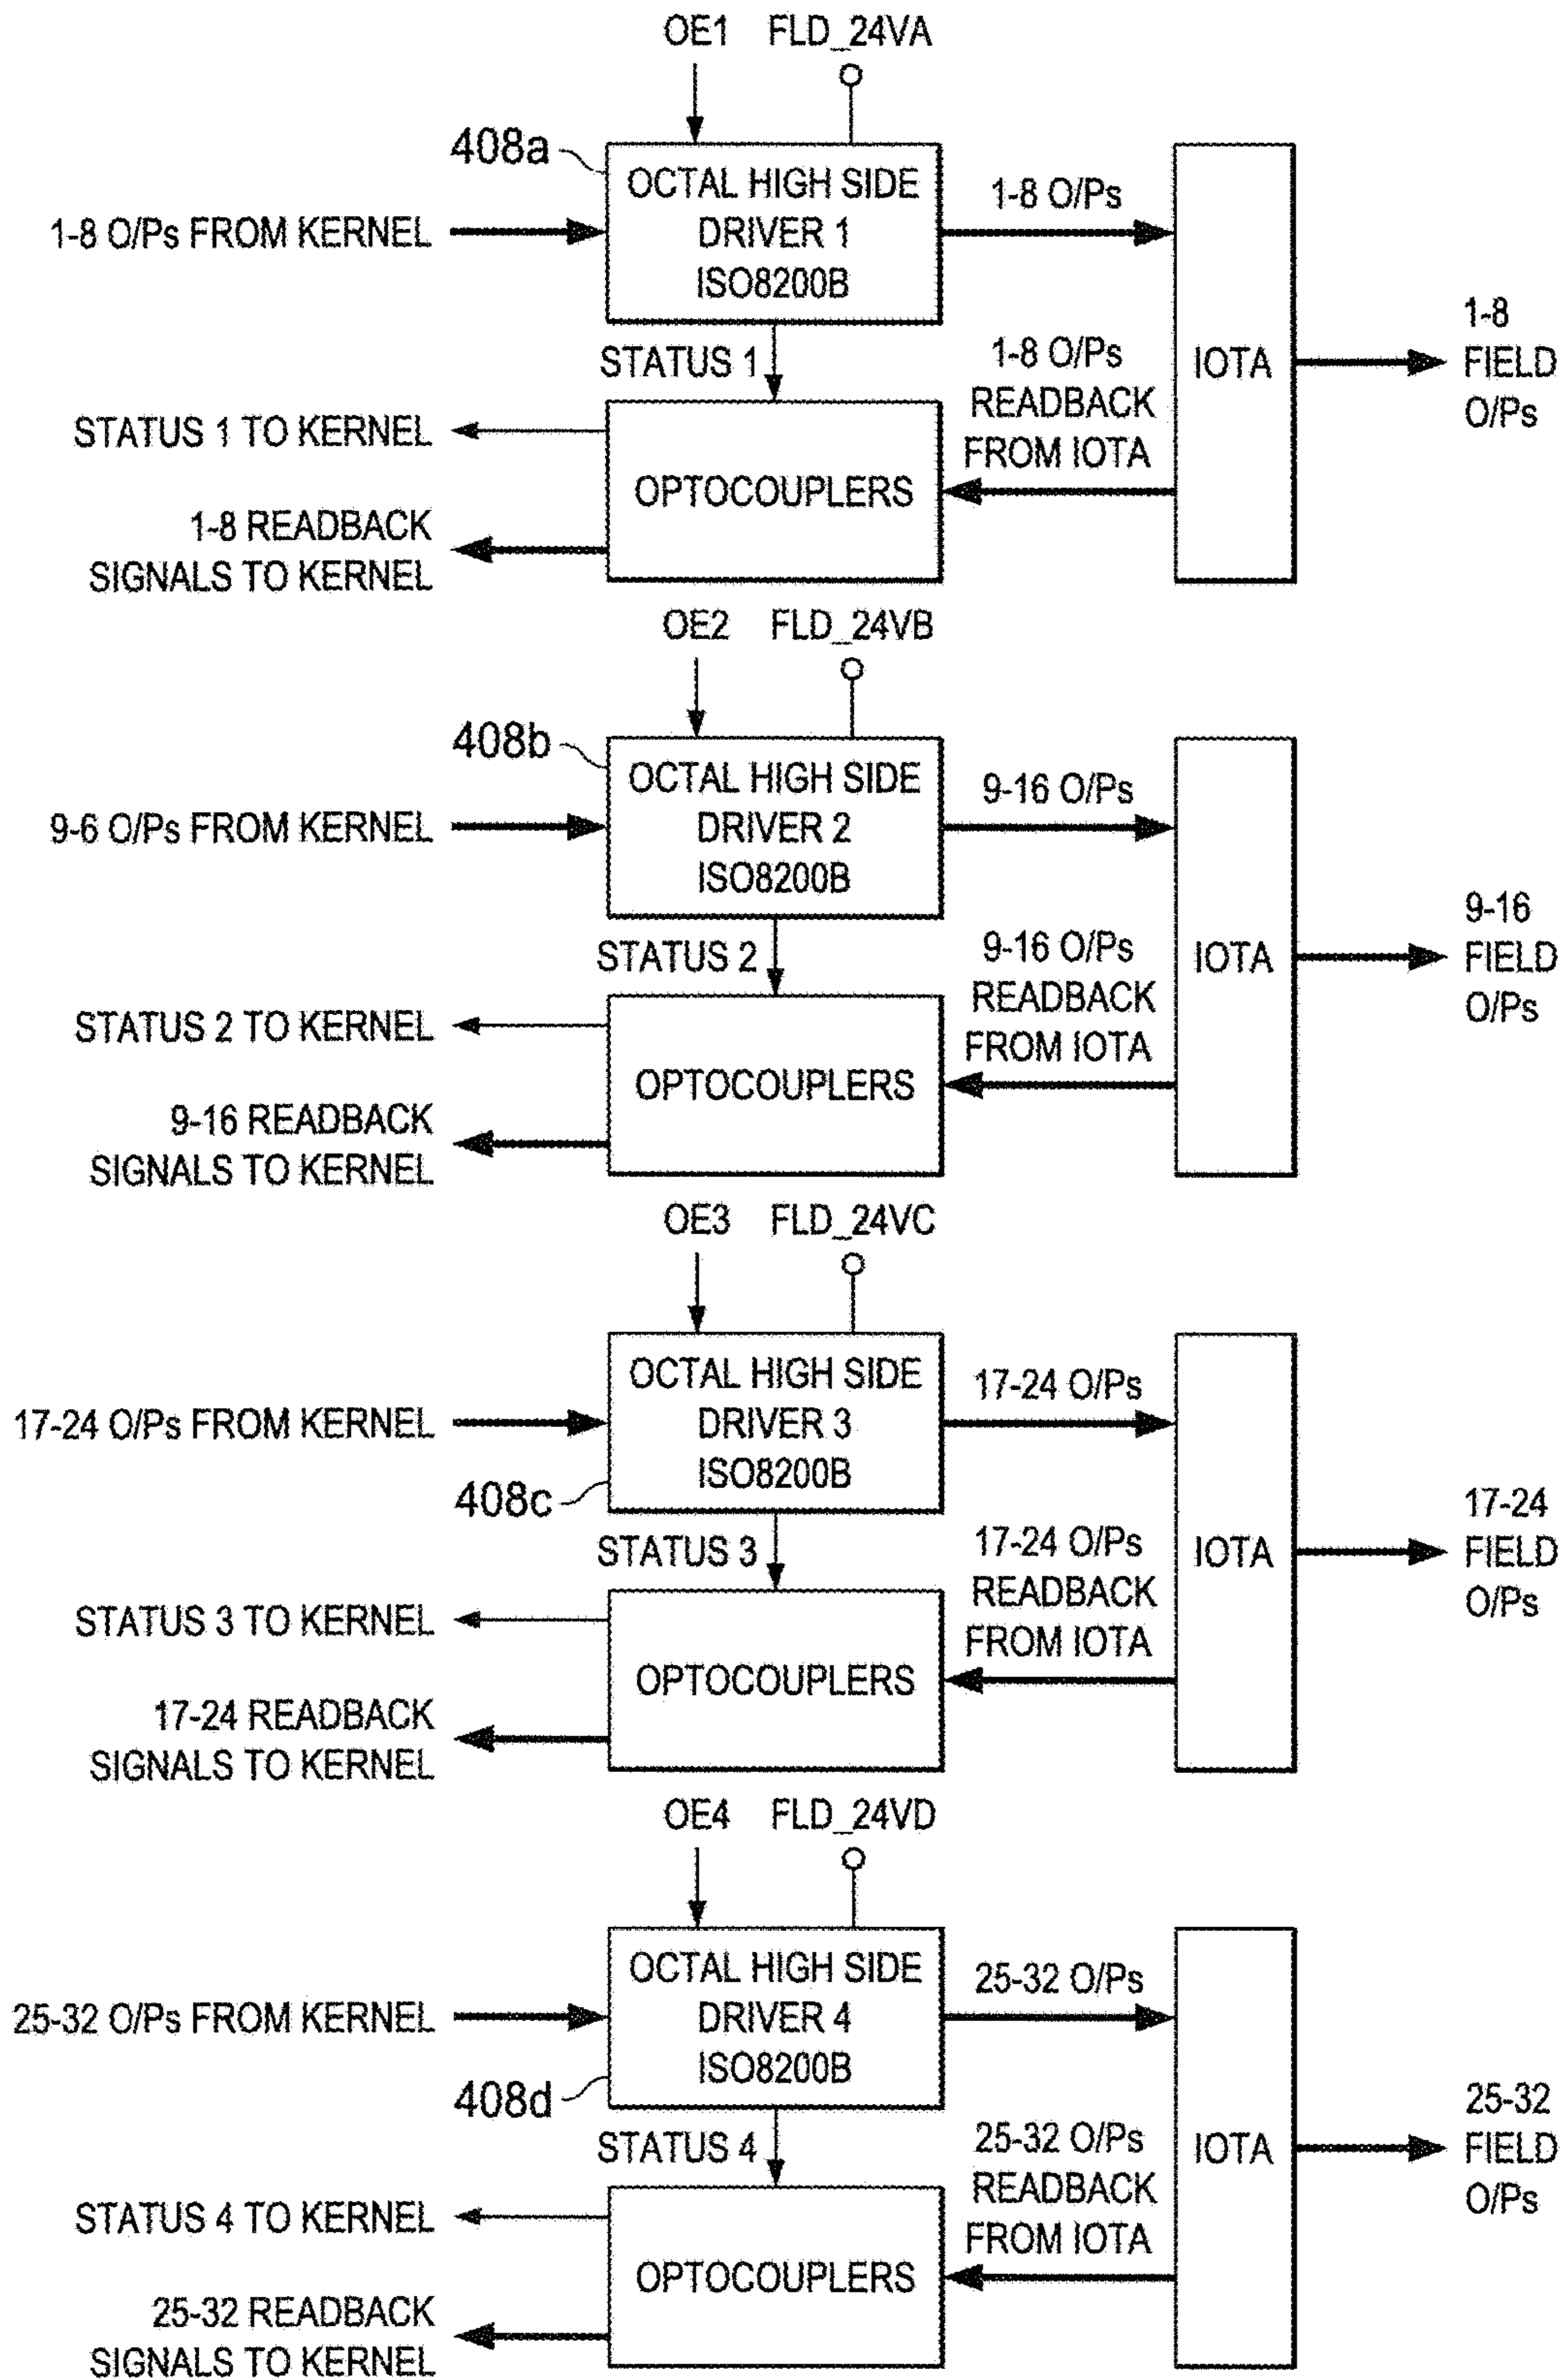 OE1 FLD_24VA
408a
OCTAL HIGH SIDE
DRIVER 1
ISO8200B
1-8 O/Ps FROM KERNEL
1-8 O/Ps
STATUS 1
1-8 O/Ps
READBACK
FROM IOTA
IOTA
1-8
FIELD
O/Ps
STATUS 1 TO KERNEL
OPTOCOUPLERS
1-8 READBACK
SIGNALS TO KERNEL
OE2 FLD_24VB
408b
OCTAL HIGH SIDE
DRIVER 2
ISO8200B
9-6 O/Ps FROM KERNEL
9-16 O/Ps
STATUS 2
9-16 O/Ps
READBACK
FROM IOTA
IOTA
9-16
FIELD
O/Ps
STATUS 2 TO KERNEL
OPTOCOUPLERS
9-16 READBACK
SIGNALS TO KERNEL
OE3 FLD_24VC
OCTAL HIGH SIDE
DRIVER 3
ISO8200B
17-24 O/Ps FROM KERNEL
408c
17-24 O/Ps
STATUS 3
17-24 O/Ps
READBACK
FROM IOTA
IOTA
17-24
FIELD
O/Ps
STATUS 3 TO KERNEL
OPTOCOUPLERS
17-24 READBACK
SIGNALS TO KERNEL
OE4 FLD_24VD
OCTAL HIGH SIDE
DRIVER 4
ISO8200B
25-32 O/Ps FROM KERNEL
408d
25-32 O/Ps
STATUS 4
25-32 O/Ps
READBACK
FROM IOTA
IOTA
25-32
FIELD
O/Ps
STATUS 4 TO KERNEL
OPTOCOUPLERS
25-32 READBACK
SIGNALS TO KERNEL